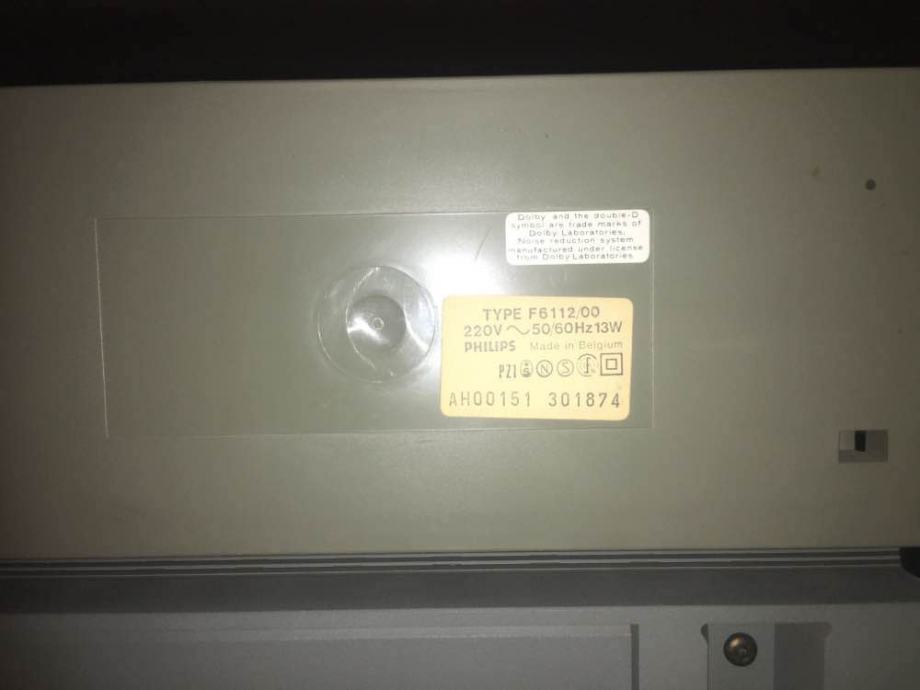 Dolby and the double-D
symbol are trade marks of
Dolby Laboratories.
Noise reduction system
manufactured under license
from Dolby Laboratories
TYPE F6112/00
220V ~ 50/60Hz 13W
PHILIPS Made in Belgium
PZ1 N S
AH00151 301874